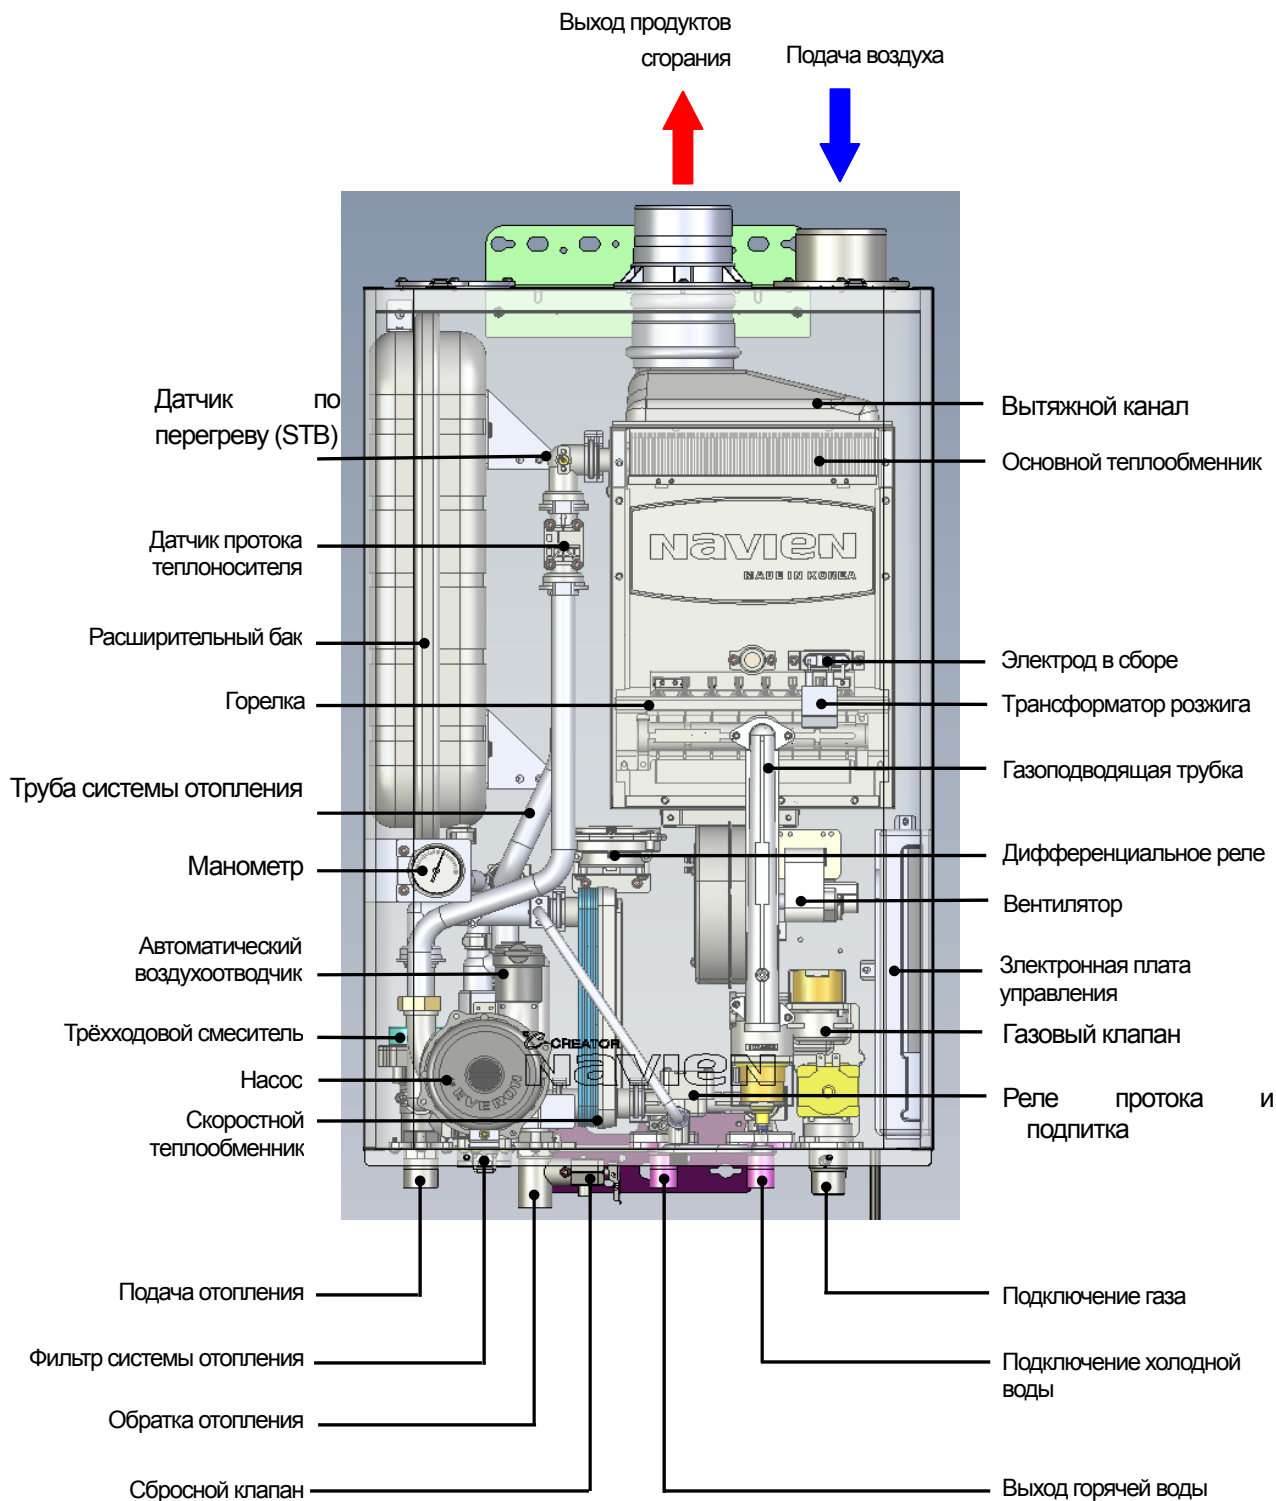 Выход продуктов
сгорания
Подача воздуха
Датчик по
перегреву (STB)
Датчик протока
теплоносителя
Расширительный бак
Горелка
Труба системы отопления
Манометр
Автоматический
воздухоотводчик
Трёхходовой смеситель
Насос
Скоростной
теплообменник
Подача отопления
Фильтр системы отопления
Обратка отопления
Сбросной клапан
NAVIEN
MADE IN KOREA
CREATOR
Navien
LEVERUN
Вытяжной канал
Основной теплообменник
Электрод в сборе
Трансформатор розжига
Газоподводящая трубка
Дифференциальное реле
Вентилятор
Злектронная плата
управления
Газовый клапан
Реле протока и
подпитка
Подключение газа
Подключение холодной
воды
Выход горячей воды